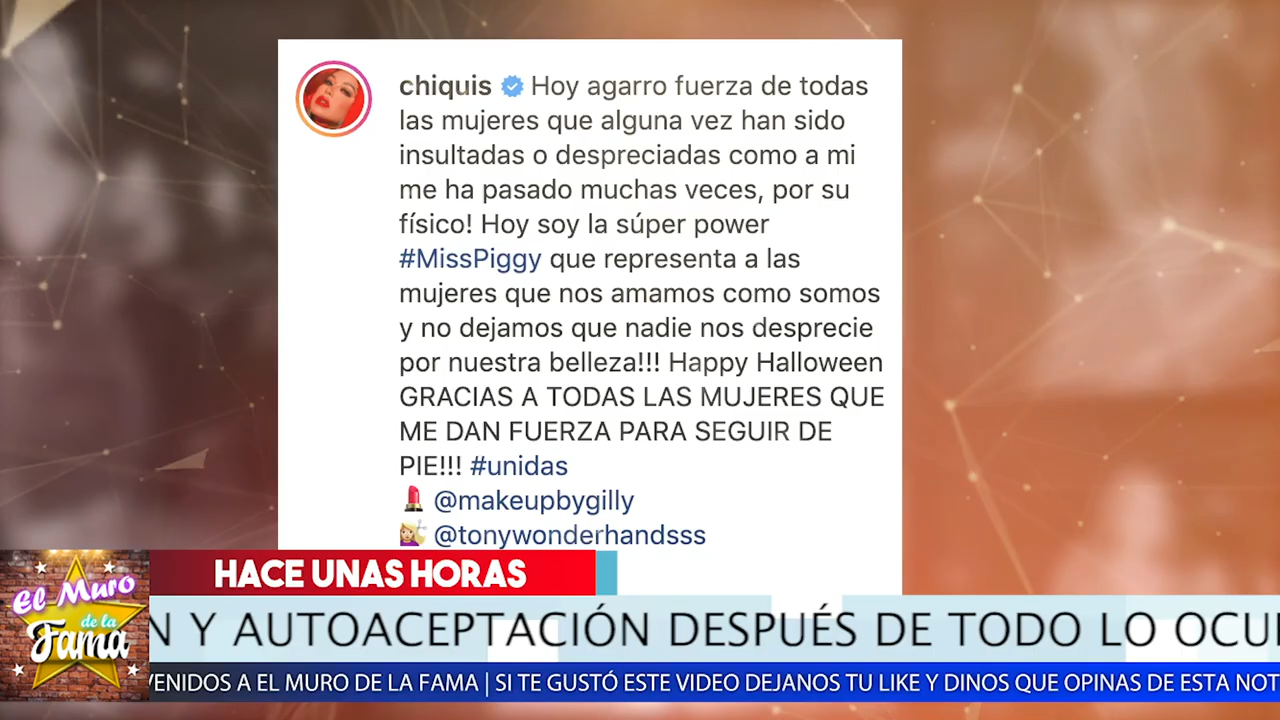 chiquis Hoy agarro fuerza de todas
las mujeres que alguna vez han sido
insultadas o despreciadas como a mi
me ha pasado muchas veces, por su
físico! Hoy soy la súper power
#MissPiggy que representa a las
mujeres que nos amamos como somos
y no dejamos que nadie nos desprecie
por nuestra belleza!!! Happy Halloween
GRACIAS A TODAS LAS MUJERES QUE
ME DAN FUERZA PARA SEGUIR DE
PIE!!! #unidas
💄 @makeupbygilly
💇🏼‍♀️ @tonywonderhandsss
HACE UNAS HORAS
El Muro
de la
Fama
N Y AUTOACEPTACIÓN DESPUÉS DE TODO LO OCU
VENIDOS A EL MURO DE LA FAMA | SI TE GUSTÓ ESTE VIDEO DEJANOS TU LIKE Y DINOS QUE OPINAS DE ESTA NOT